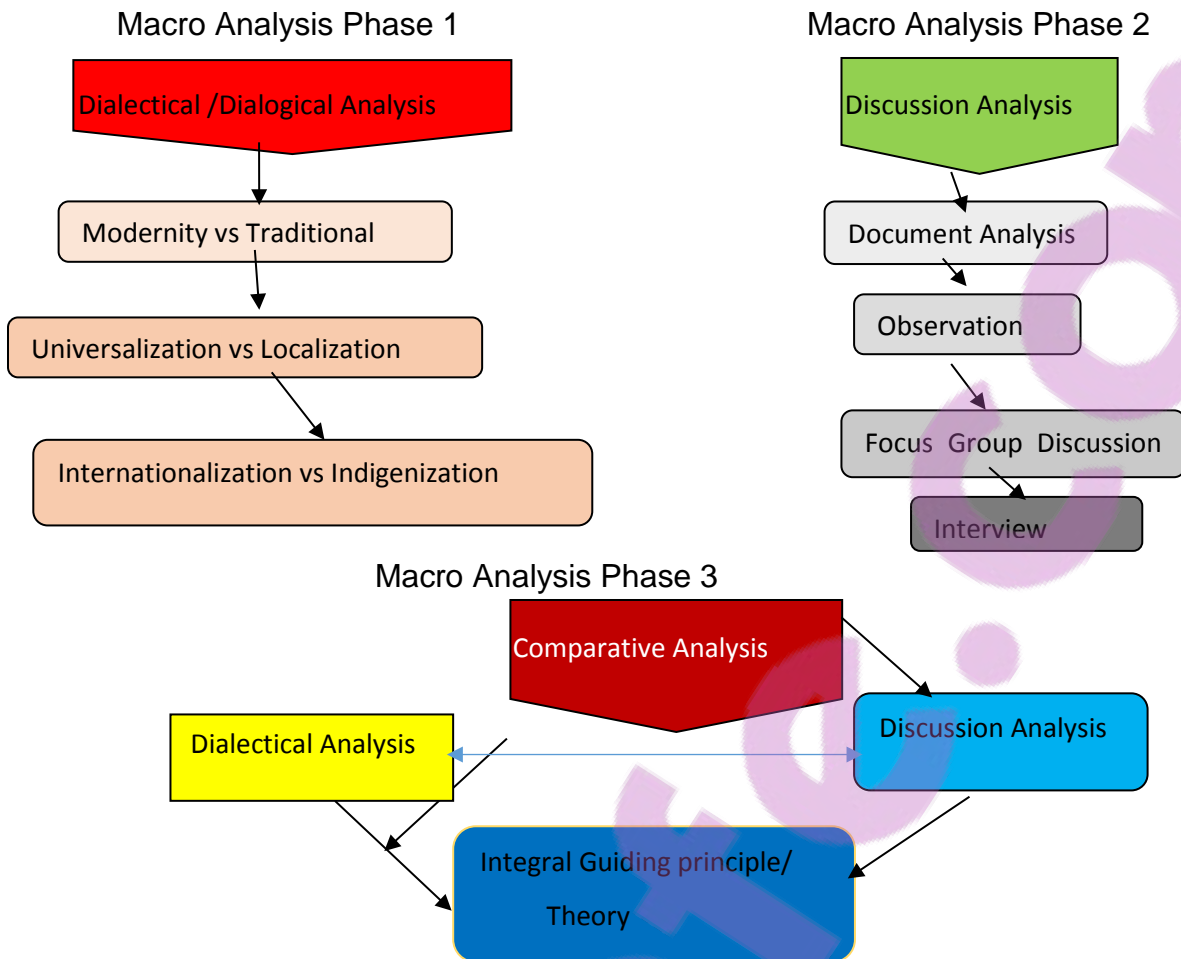 Macro Analysis Phase 1
Dialectical /Dialogical Analysis
Modernity vs Traditional
Universalization vs Localization
Internationalization vs Indigenization
Macro Analysis Phase 2
Discussion Analysis
Document Analysis
Observation
Focus Group Discussion
Interview
Macro Analysis Phase 3
Comparative Analysis
Dialectical Analysis
Discussion Analysis
Integral Guiding principle/
Theory